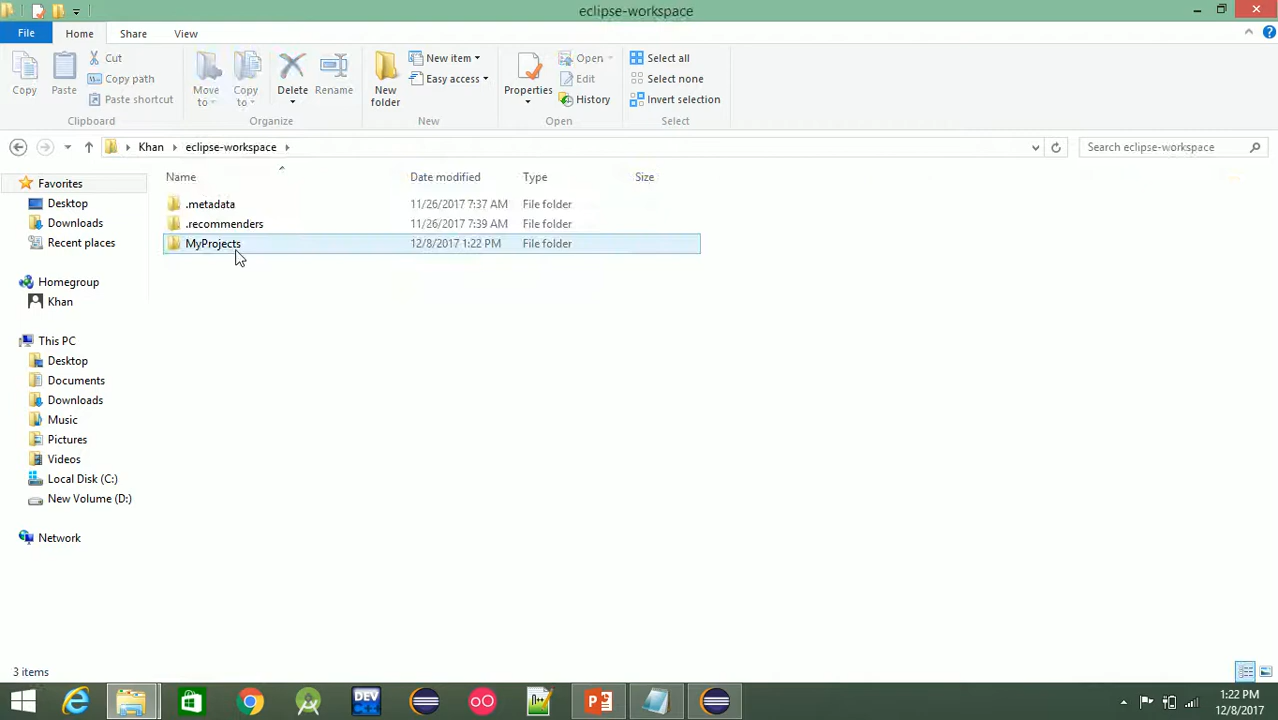 eclipse-workspace
File Home Share View
Copy Paste Cut Copy path Paste shortcut Move to Copy to Delete Rename New folder New item Easy access Properties Open Edit History Select all Select none Invert selection
Clipboard Organize New Open Select
Khan eclipse-workspace Search eclipse-workspace
Name Date modified Type Size
.metadata 11/26/2017 7:37 AM File folder
.recommenders 11/26/2017 7:39 AM File folder
MyProjects 12/8/2017 1:22 PM File folder
Favorites
Desktop
Downloads
Recent places
Homegroup
Khan
This PC
Desktop
Documents
Downloads
Music
Pictures
Videos
Local Disk (C:)
New Volume (D:)
Network
3 items
DEV
1:22 PM
12/8/2017